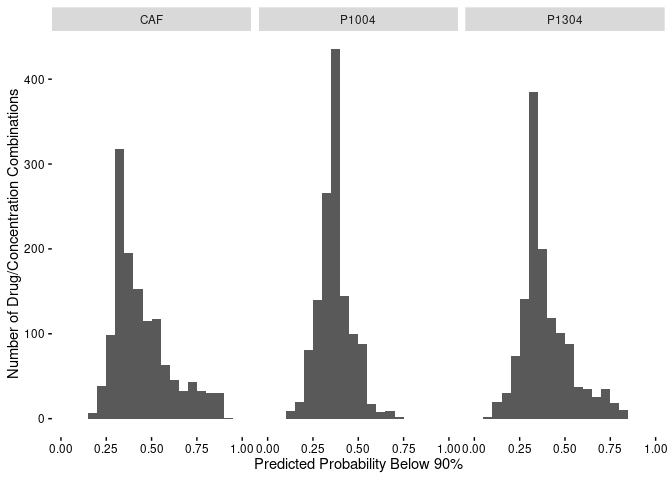 CAF P1004 P1304
Number of Drug/Concentration Combinations
400
300
200
100
0
0.00 0.25 0.50 0.75 1.00 0.00 0.25 0.50 0.75 1.00 0.00 0.25 0.50 0.75 1.00
Predicted Probability Below 90%